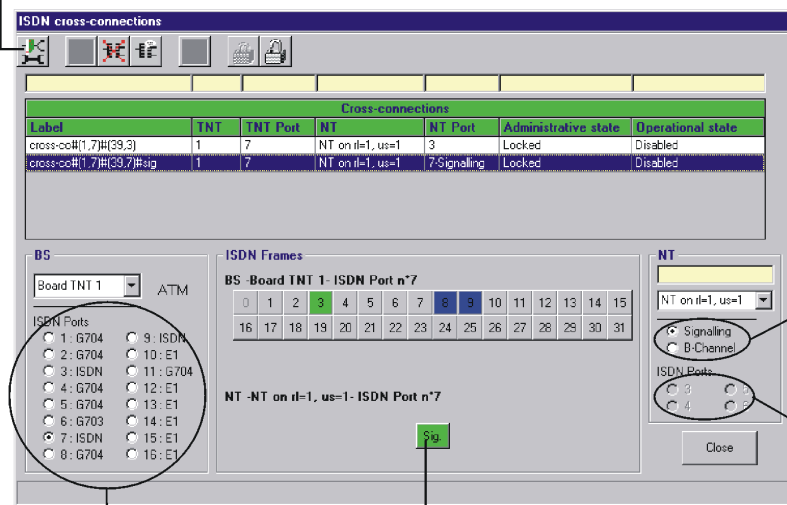 ISDN cross-connections
Cross-connections
Label TNT TNT Port NT NT Port Administrative state Operational state
cross-co#(1,7)#(39,3) 1 7 NT on rl=1, us=1 3 Locked Disabled
cross-co#(1,7)#(39,7)#sig 1 7 NT on rl=1, us=1 7-Signalling Locked Disabled
BS
Board TNT 1 ATM
ISDN Ports
1 : G704 9 : ISDN
2 : G704 10 : E1
3 : ISDN 11 : G704
4 : G704 12 : E1
5 : G704 13 : E1
6 : G703 14 : E1
7 : ISDN 15 : E1
8 : G704 16 : E1
ISDN Frames
BS -Board TNT 1- ISDN Port n°7
0 1 2 3 4 5 6 7 8 9 10 11 12 13 14 15
16 17 18 19 20 21 22 23 24 25 26 27 28 29 30 31
NT -NT on rl=1, us=1- ISDN Port n°7
Sig.
NT
NT on rl=1, us=1
Signalling
B-Channel
ISDN Ports
3 5
4 6
Close